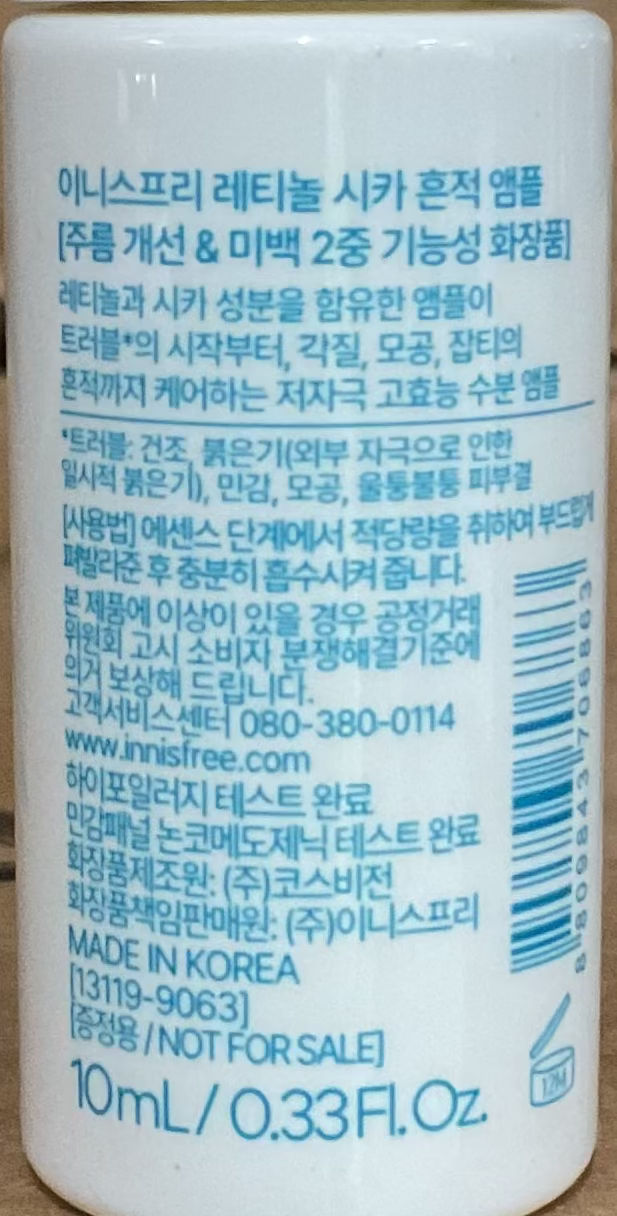 이니스프리 레티놀 시카 흔적 앰플
[주름 개선 & 미백 2중 기능성 화장품]
레티놀과 시카 성분을 함유한 앰플이
트러블*의 시작부터, 각질, 모공, 잡티의
흔적까지 케어하는 저자극 고효능 수분 앰플
*트러블: 건조, 붉은기(외부 자극으로 인한
일시적 붉은기), 민감, 모공, 울퉁불퉁 피부결
[사용법] 에센스 단계에서 적당량을 취하여 부드럽게
펴발라준 후 충분히 흡수시켜 줍니다.
본 제품에 이상이 있을 경우 공정거래
위원회 고시 소비자 분쟁해결기준에
의거 보상해 드립니다.
고객서비스센터 080-380-0114
www.innisfree.com
하이포알러지 테스트 완료
민감패널 논코메도제닉 테스트 완료
화장품제조원: (주)코스비전
화장품책임판매원: (주)이니스프리
MADE IN KOREA
[13119-9063]
[증정용 / NOT FOR SALE]
10mL / 0.33 Fl. Oz.
8809843706863
12M